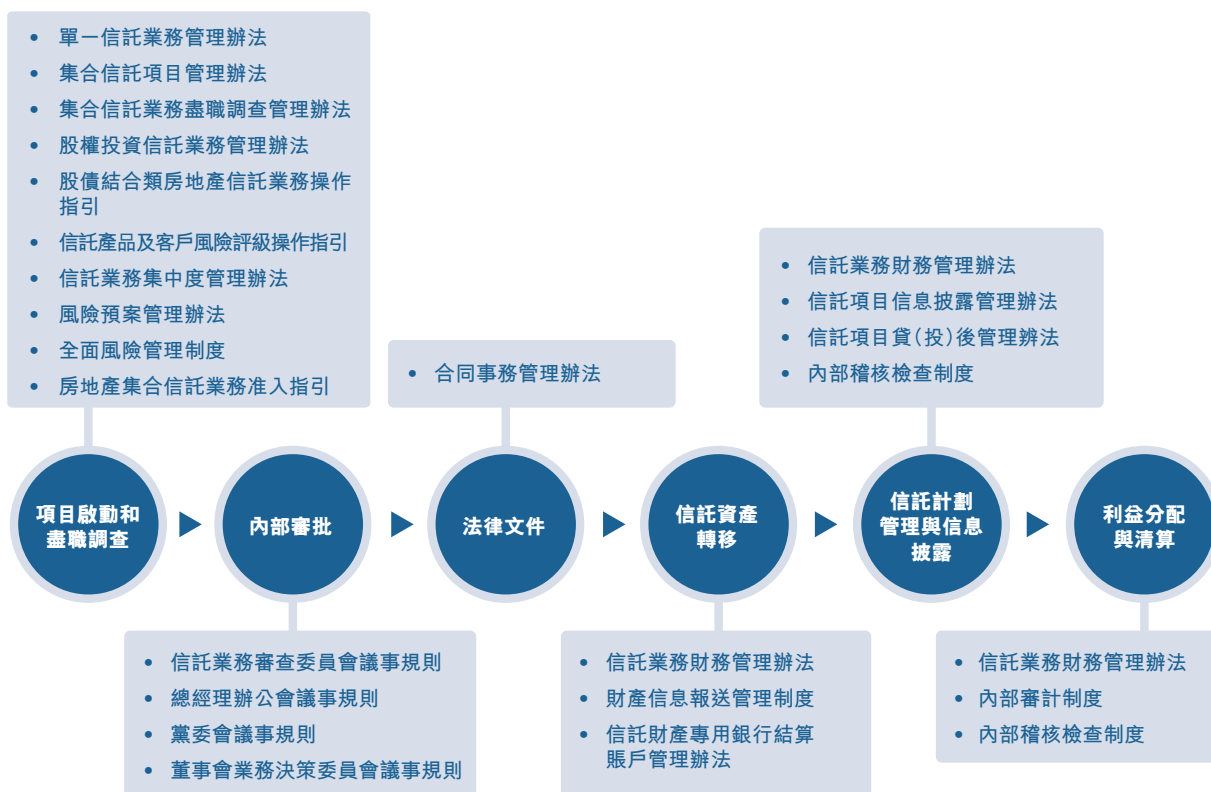 • 單一信託業務管理辦法
• 集合信託項目管理辦法
• 集合信託業務盡職調查管理辦法
• 股權投資信託業務管理辦法
• 股債結合類房地產信託業務操作
指引
• 信託產品及客戶風險評級操作指引
• 信託業務集中度管理辦法
• 風險預案管理辦法
• 全面風險管理制度
• 房地產集合信託業務准入指引
• 合同事務管理辦法
• 信託業務財務管理辦法
• 信託項目信息披露管理辦法
• 信託項目貸(投)後管理辦法
• 內部稽核檢查制度
項目啟動和
盡職調查
內部審批
法律文件
信託資產
轉移
信託計劃
管理與信息
披露
利益分配
與清算
• 信託業務審查委員會議事規則
• 總經理辦公會議事規則
• 黨委會議事規則
• 董事會業務決策委員會議事規則
• 信託業務財務管理辦法
• 財產信息報送管理制度
• 信託財產專用銀行結算
賬戶管理辦法
• 信託業務財務管理辦法
• 內部審計制度
• 內部稽核檢查制度